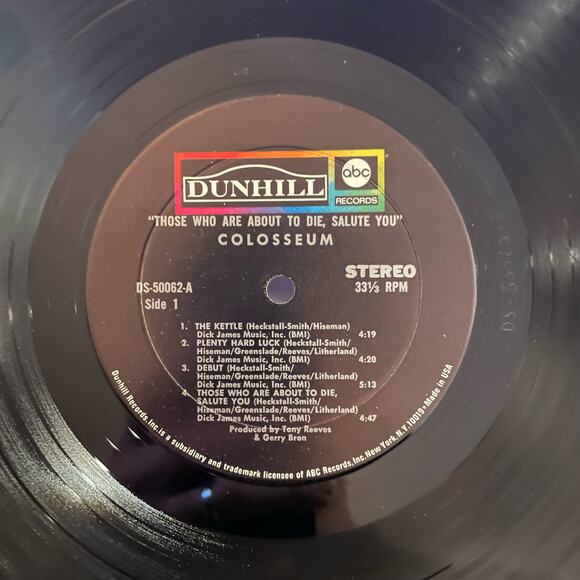 DUNHILL
abc
RECORDS
"THOSE WHO ARE ABOUT TO DIE, SALUTE YOU"
COLOSSEUM
DS-50062-A
Side 1
STEREO
33⅓ RPM
1. THE KETTLE (Heckstall-Smith/Hiseman)
Dick James Music, Inc. (BMI) 4:19
2. PLENTY HARD LUCK (Heckstall-Smith/
Hiseman/Greenslade/Reeves/Litherland)
Dick James Music, Inc. (BMI) 4:20
3. DEBUT (Heckstall-Smith/
Hiseman/Greenslade/Reeves/Litherland)
Dick James Music, Inc. (BMI) 5:13
4. THOSE WHO ARE ABOUT TO DIE,
SALUTE YOU (Heckstall-Smith/
Hiseman/Greenslade/Reeves/Litherland)
Dick James Music, Inc. (BMI) 4:47
Produced by Tony Reeves
& Gerry Bron
Dunhill Records, Inc. is a subsidiary and trademark licensee of ABC Records, Inc. New York, N.Y. 10019 • Made in USA